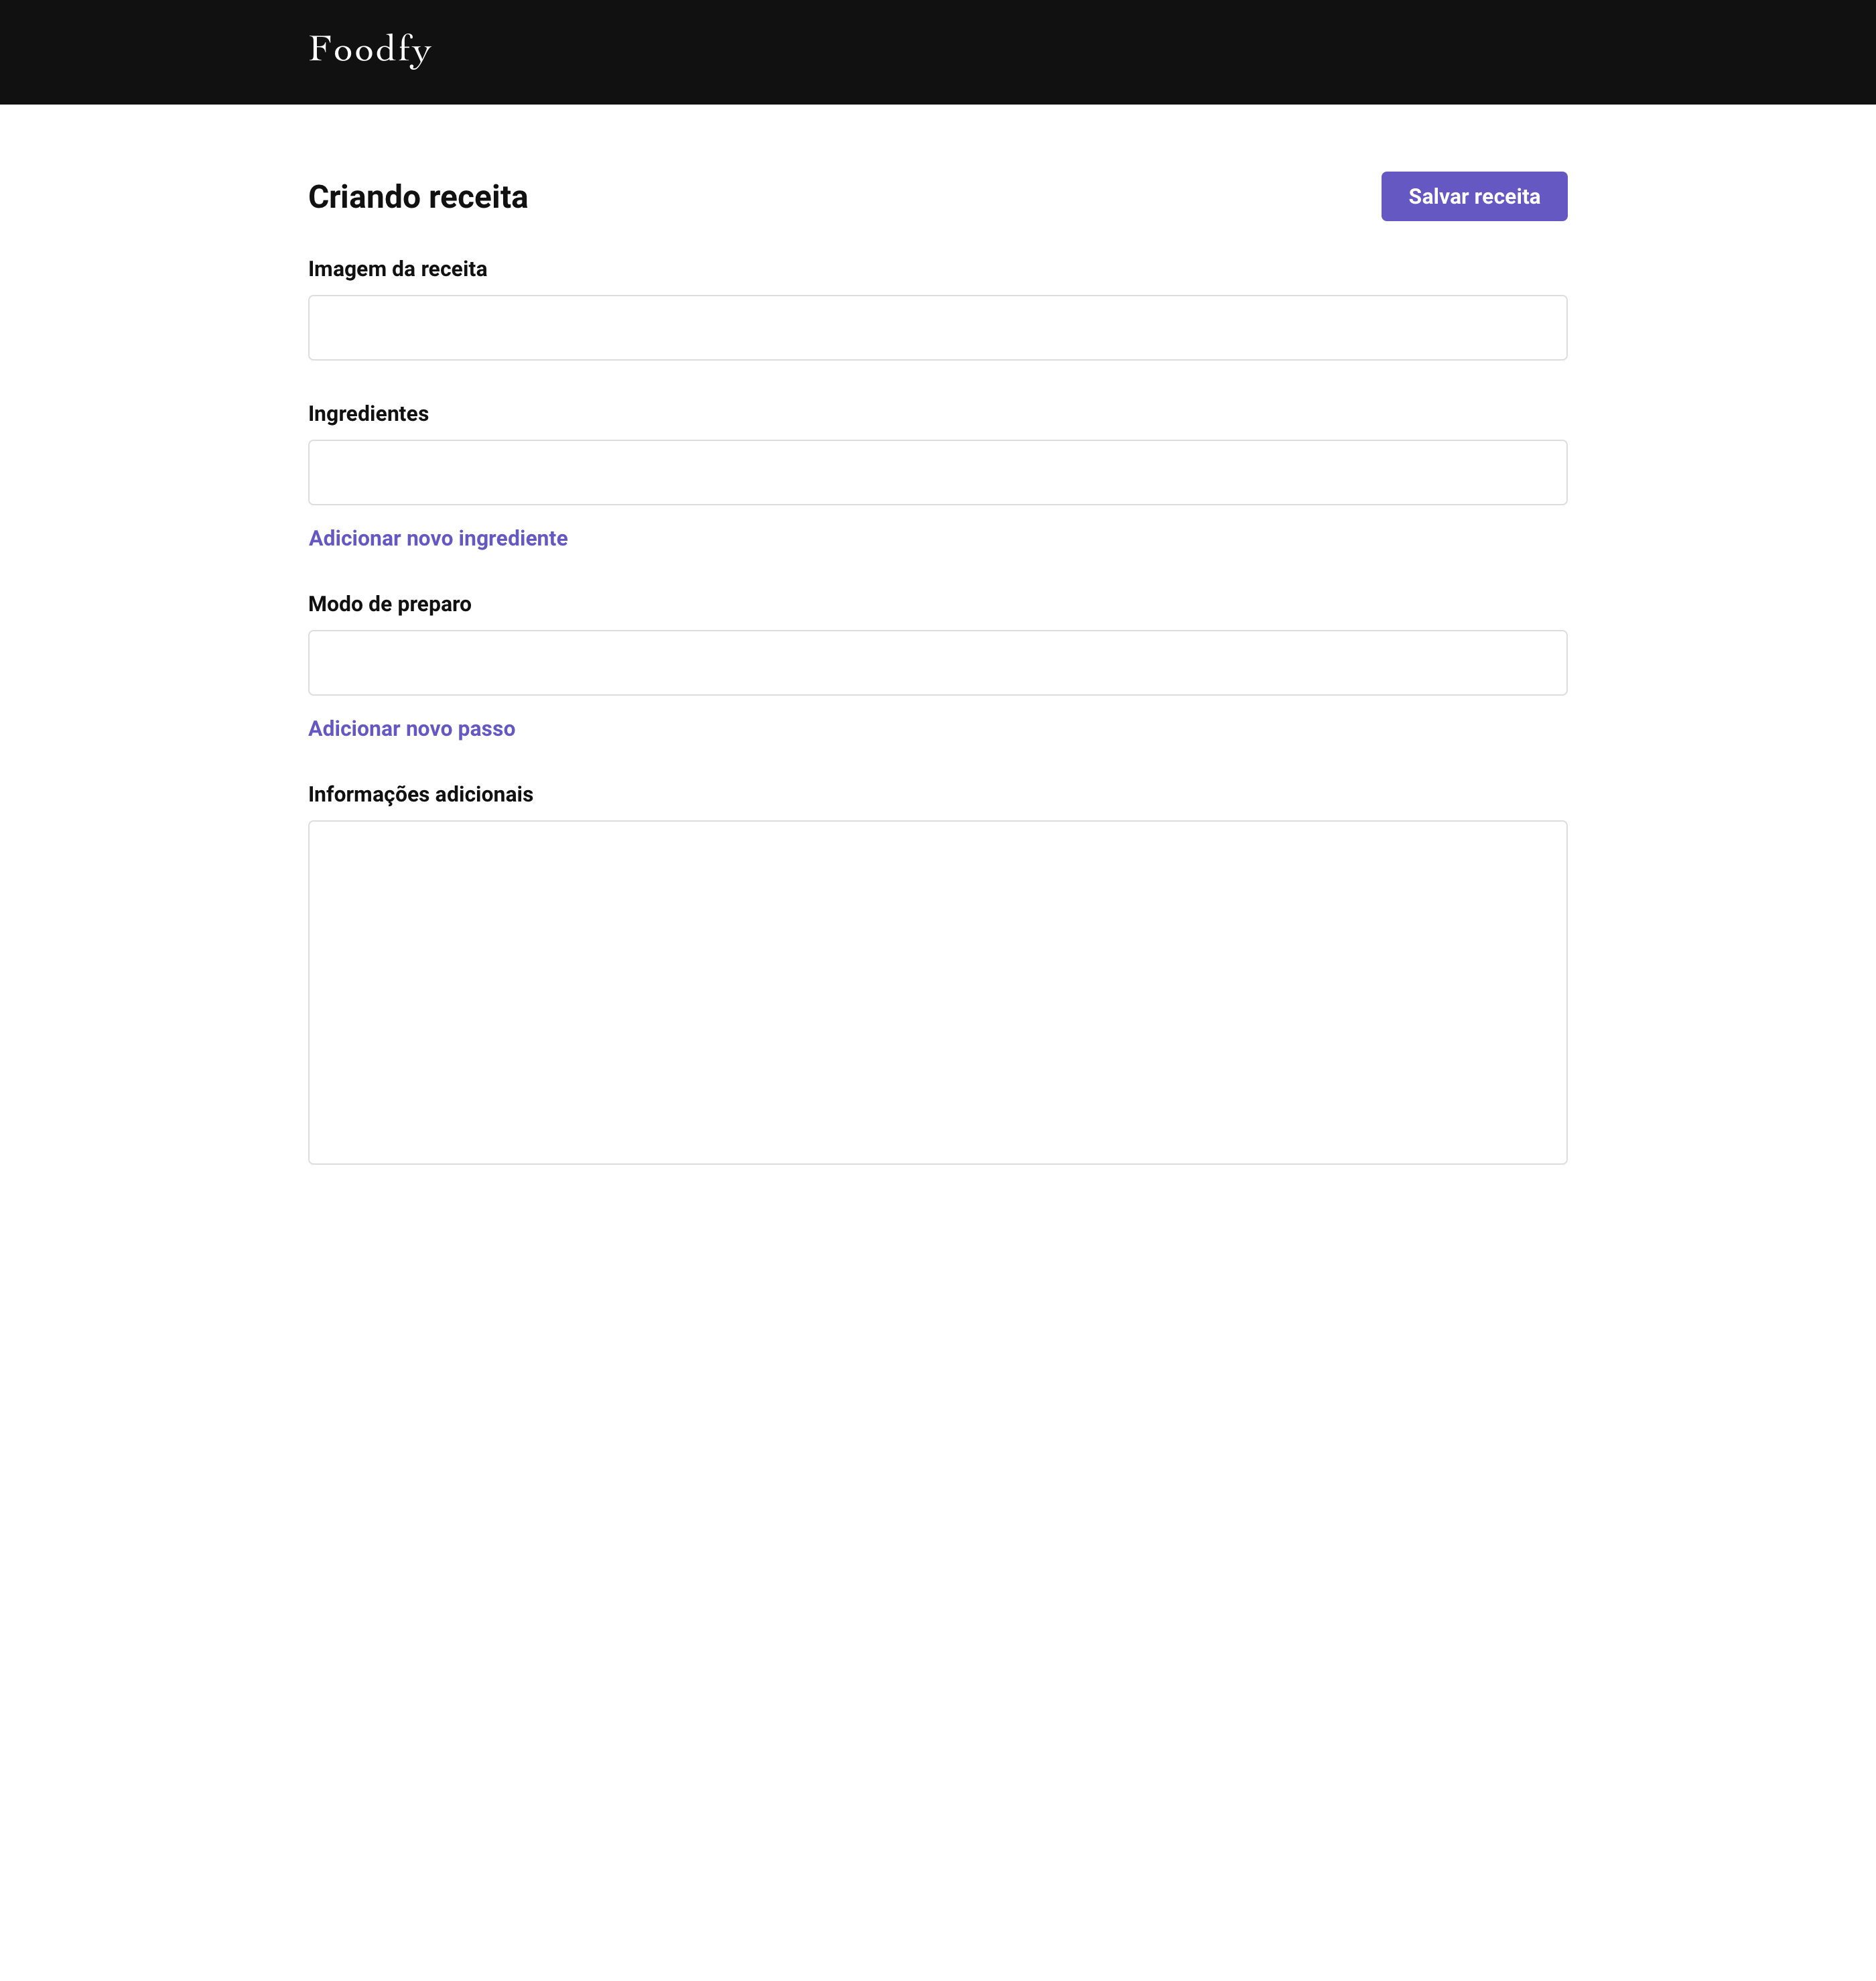 Foodfy
Criando receita
Salvar receita
Imagem da receita
Ingredientes
Adicionar novo ingrediente
Modo de preparo
Adicionar novo passo
Informações adicionais